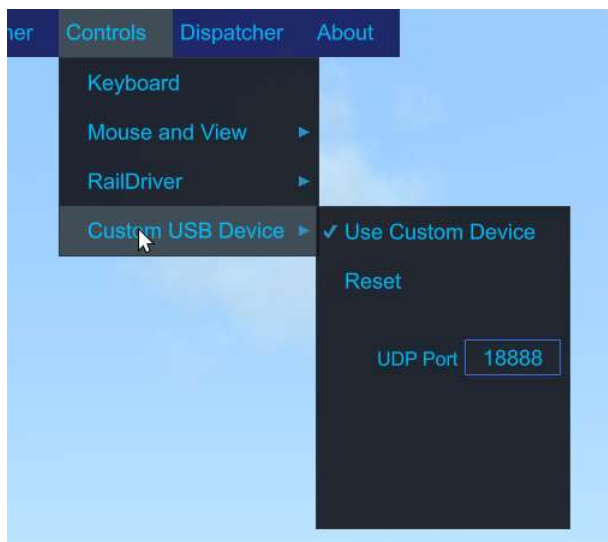 Controls Dispatcher About
Keyboard
Mouse and View
RailDriver
Custom USB Device
Use Custom Device
Reset
UDP Port 18888